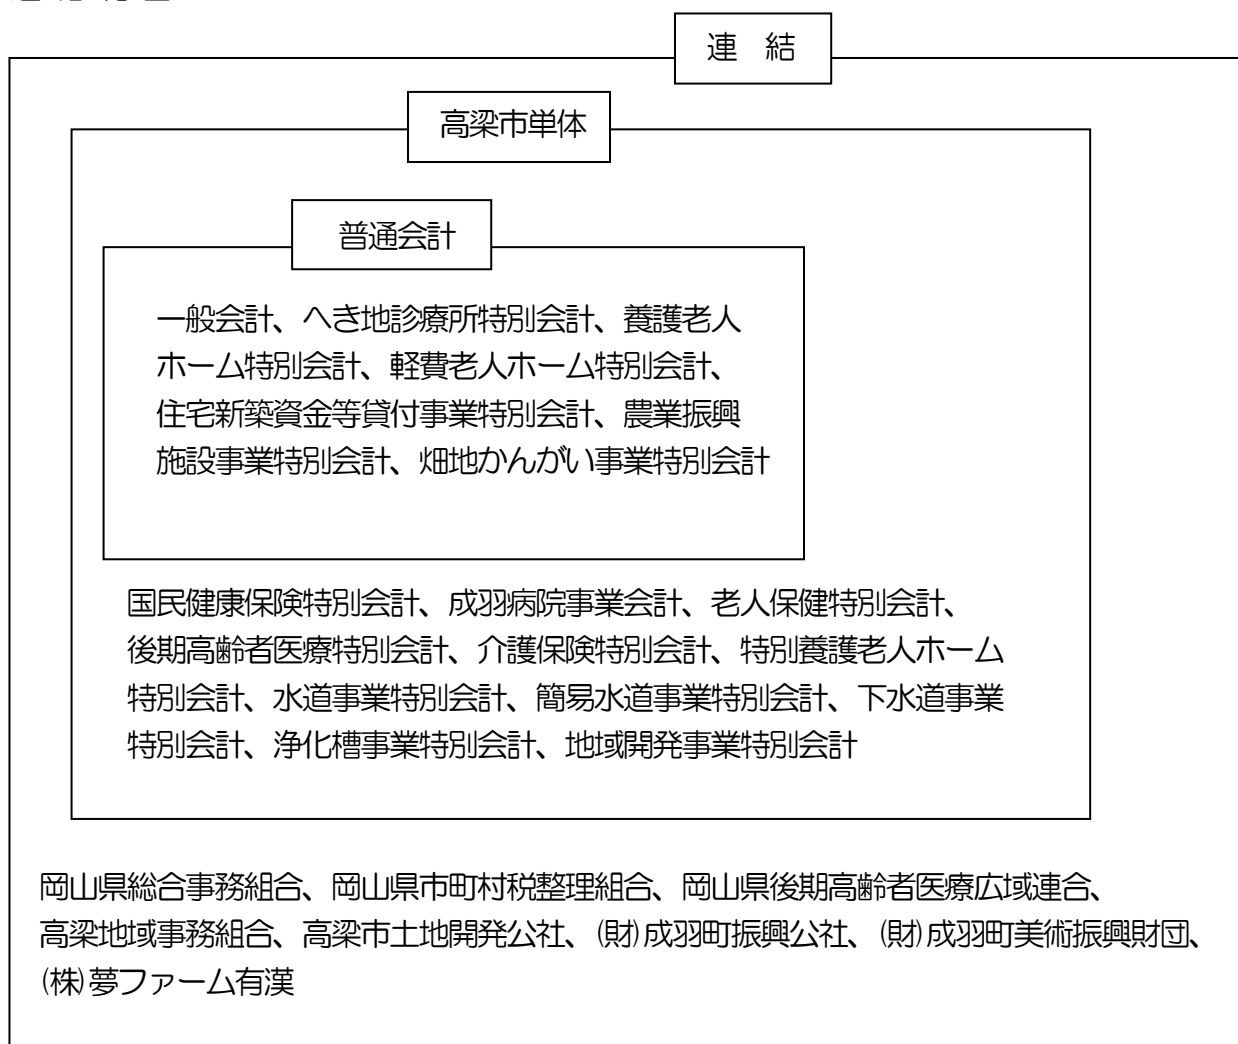 連 結
高梁市単体
普通会計
一般会計、へき地診療所特別会計、養護老人
ホーム特別会計、軽費老人ホーム特別会計、
住宅新築資金等貸付事業特別会計、農業振興
施設事業特別会計、畑地かんがい事業特別会計
国民健康保険特別会計、成羽病院事業会計、老人保健特別会計、
後期高齢者医療特別会計、介護保険特別会計、特別養護老人ホーム
特別会計、水道事業特別会計、簡易水道事業特別会計、下水道事業
特別会計、浄化槽事業特別会計、地域開発事業特別会計
岡山県総合事務組合、岡山県市町村税整理組合、岡山県後期高齢者医療広域連合、
高梁地域事務組合、高梁市土地開発公社、(財)成羽町振興公社、(財)成羽町美術振興財団、
(株)夢ファーム有漢